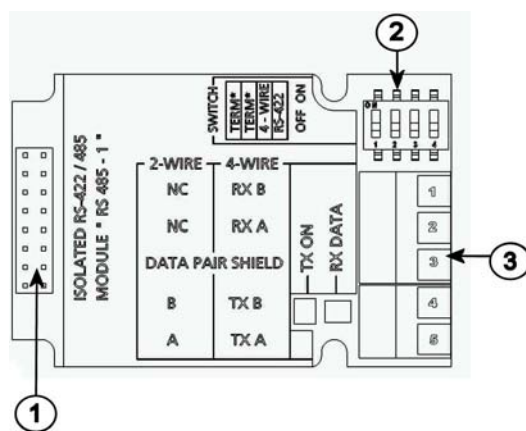 2
SWITCH
TERM*
TERM*
4 - WIRE
RS-422
OFF ON
ON
1 2 3 4
ISOLATED RS-422 / 485
MODULE " RS 485 - 1 "
2-WIRE 4-WIRE
NC RX B
NC RX A
DATA PAIR SHIELD
B TX B
A TX A
TX ON
RX DATA
1
2
3
4
5
3
1